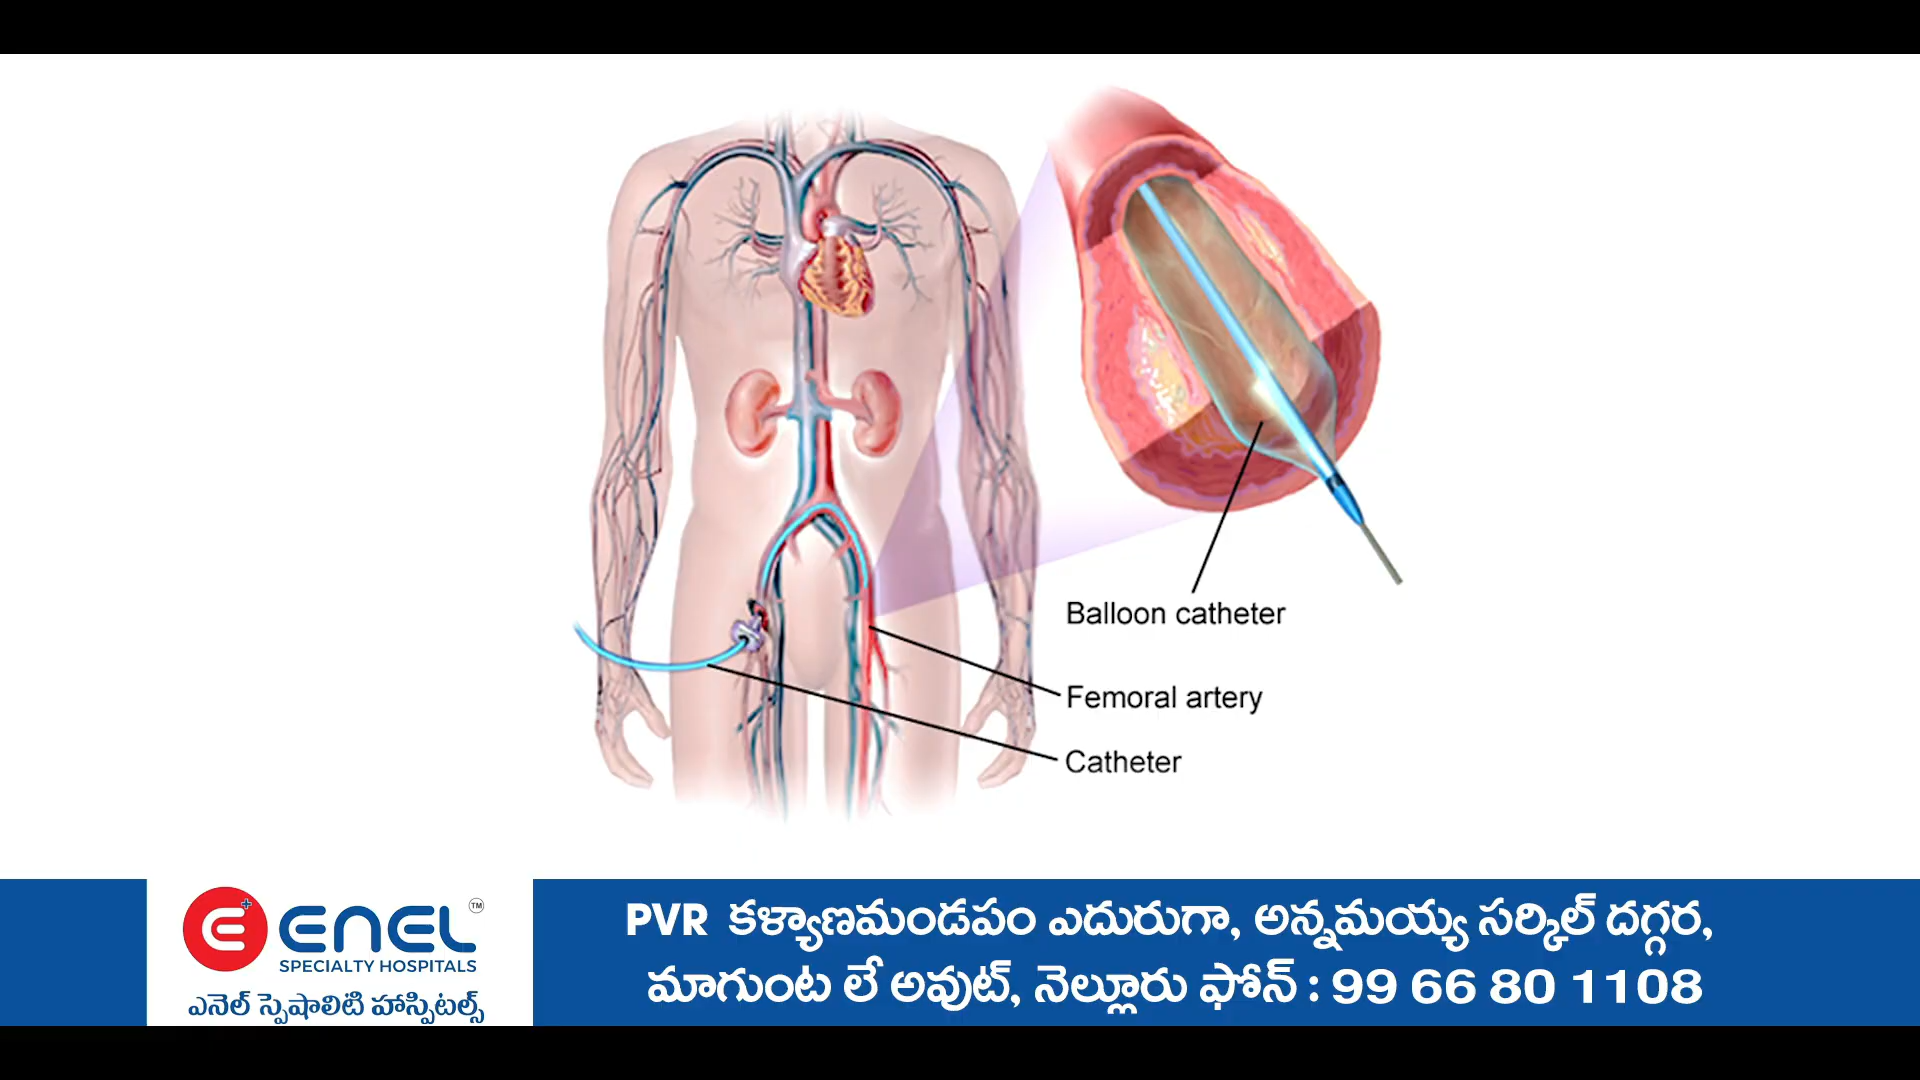 Balloon catheter
Femoral artery
Catheter
ENEL TM
SPECIALTY HOSPITALS
ఎనెల్ స్పెషాలిటి హాస్పిటల్స్
PVR కళ్యాణమండపం ఎదురుగా, అన్నమయ్య సర్కిల్ దగ్గర,
మాగుంట లే అవుట్, నెల్లూరు ఫోన్ : 99 66 80 1108